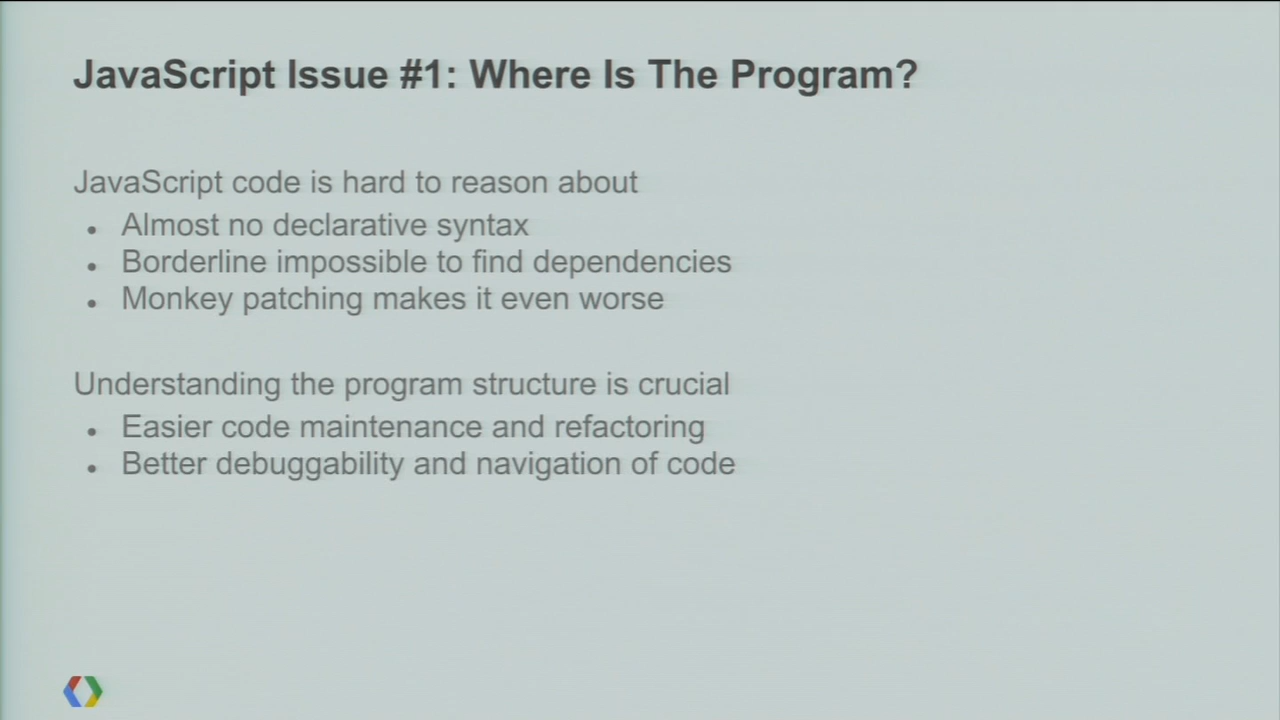 JavaScript Issue #1: Where Is The Program?
JavaScript code is hard to reason about
• Almost no declarative syntax
• Borderline impossible to find dependencies
• Monkey patching makes it even worse
Understanding the program structure is crucial
• Easier code maintenance and refactoring
• Better debuggability and navigation of code